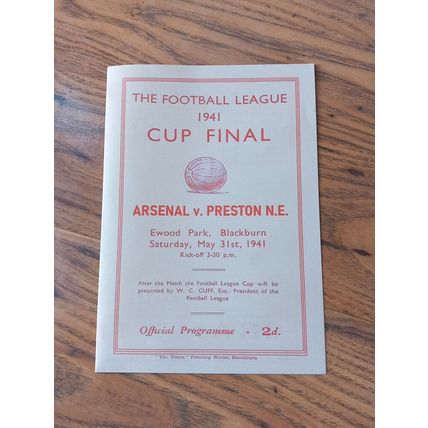 THE FOOTBALL LEAGUE
1941
CUP FINAL
ARSENAL v. PRESTON N.E.
Ewood Park, Blackburn
Saturday, May 31st, 1941
Kick-off 3-30 p.m.
After the Match the Football League Cup will be
presented by W. C. CUFF, Esq., President of the
Football League
Official Programme - 2d.
"The Times" Printing Works, Blackburn.